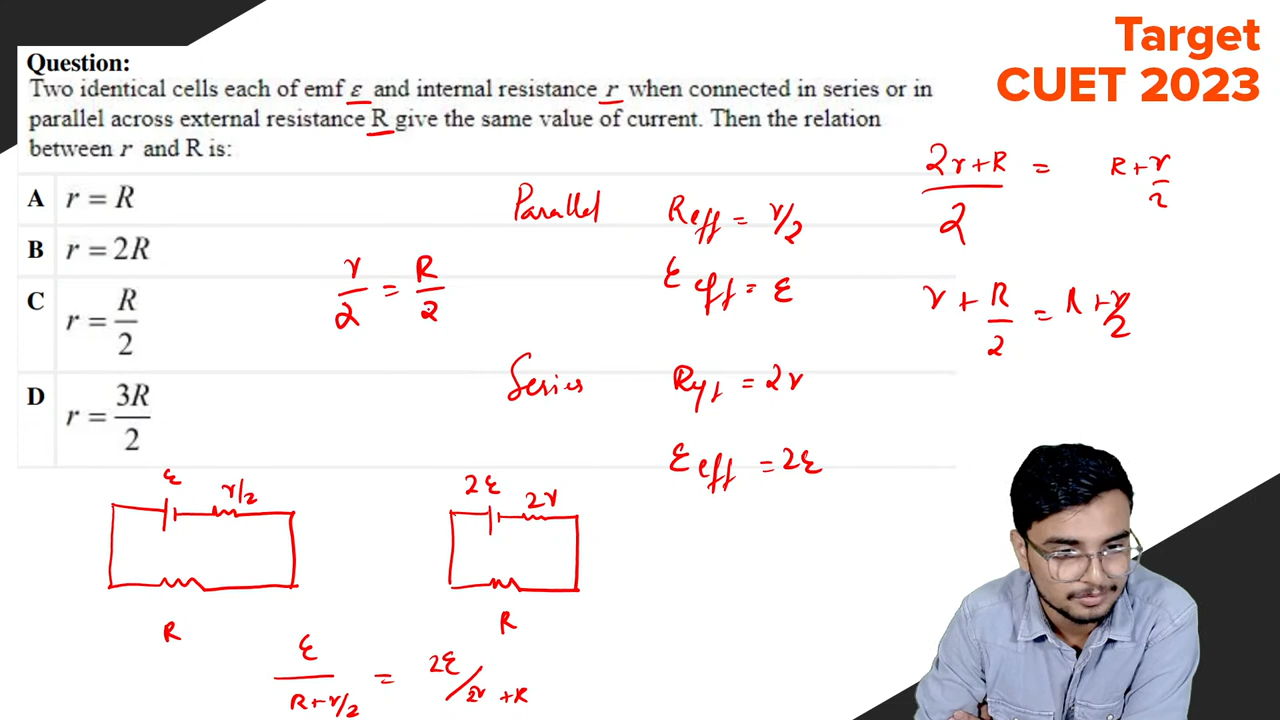 Target
CUET 2023
Question:
Two identical cells each of emf ε and internal resistance r when connected in series or in
parallel across external resistance R give the same value of current. Then the relation
between r and R is:
A r = R
B r = 2R
C r = R/2
D r = 3R/2
Parallel
Reff = r/2
εeff = ε
Series
Reff = 2r
εeff = 2ε
(2r+R)/2 = R + r/2
r + R/2 = R + r/2
r/2 = R/2
ε r/2
R
2ε 2r
R
ε/(R+r/2) = 2ε/2r +R